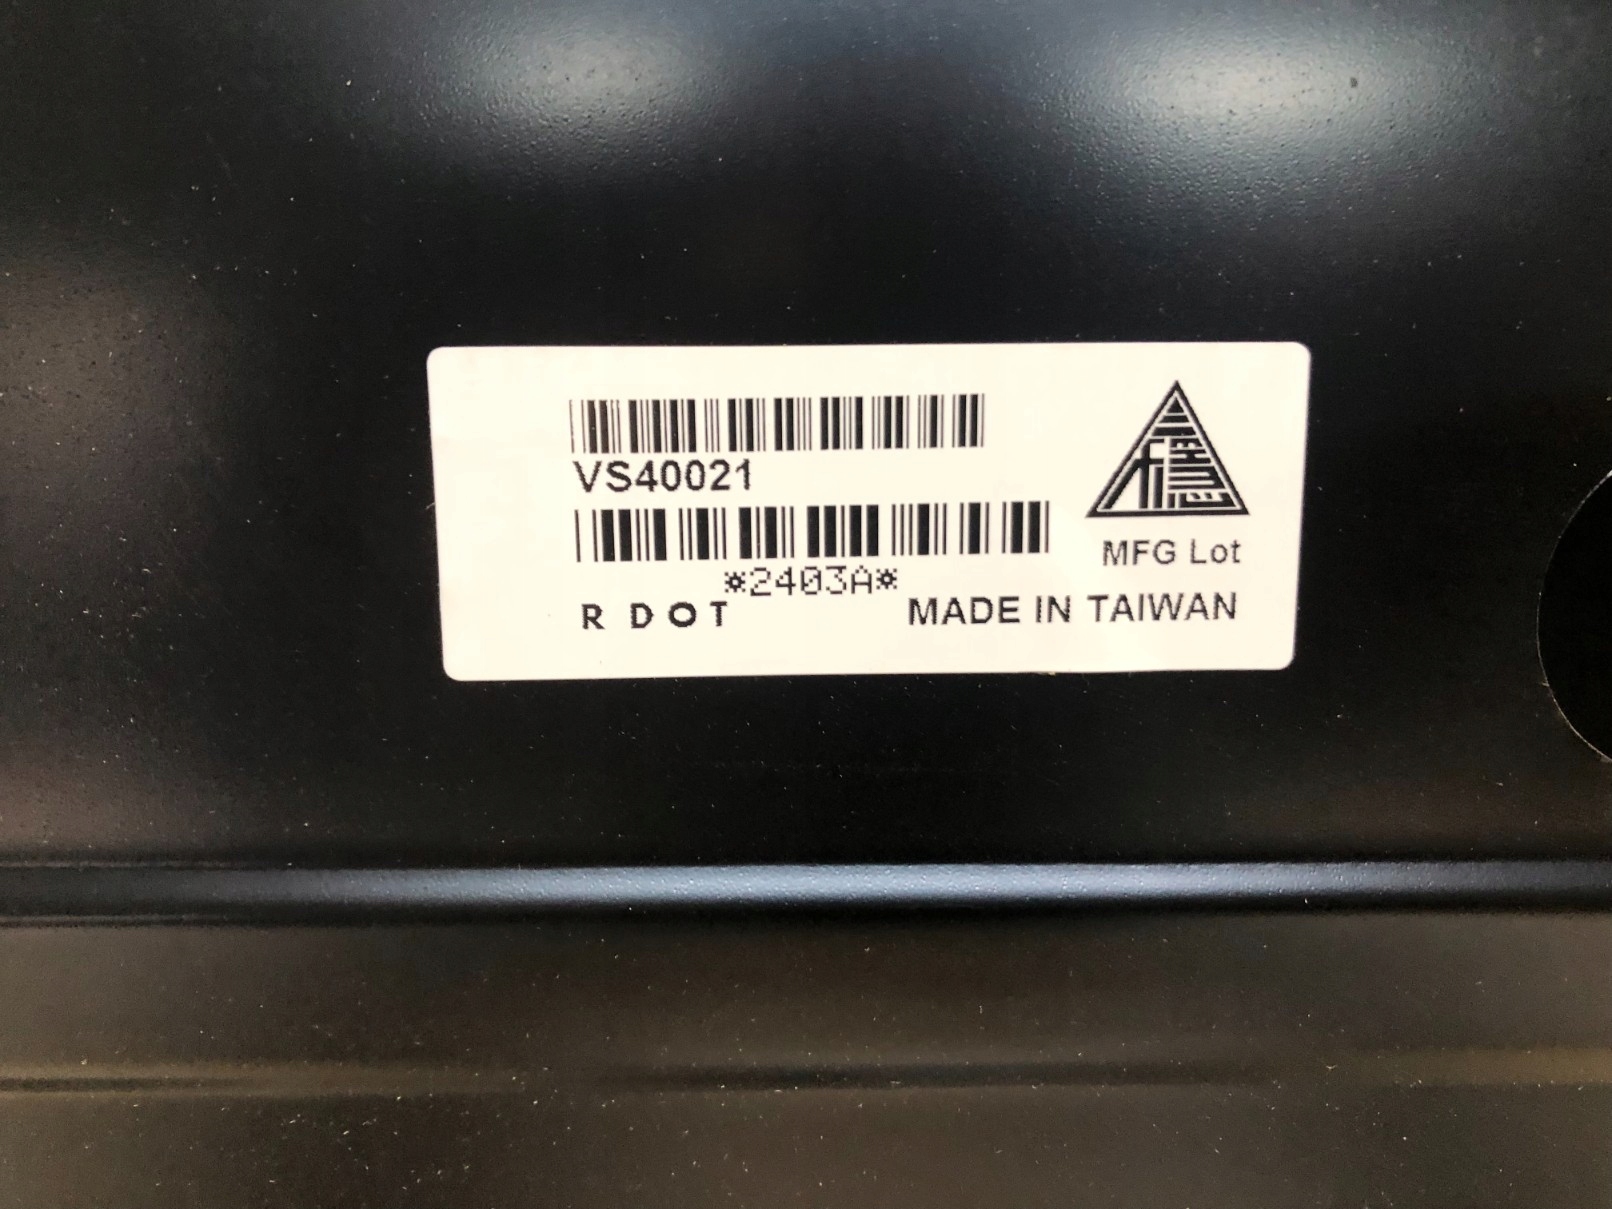 VS40021
MFG Lot
*2403A*
R DOT
MADE IN TAIWAN